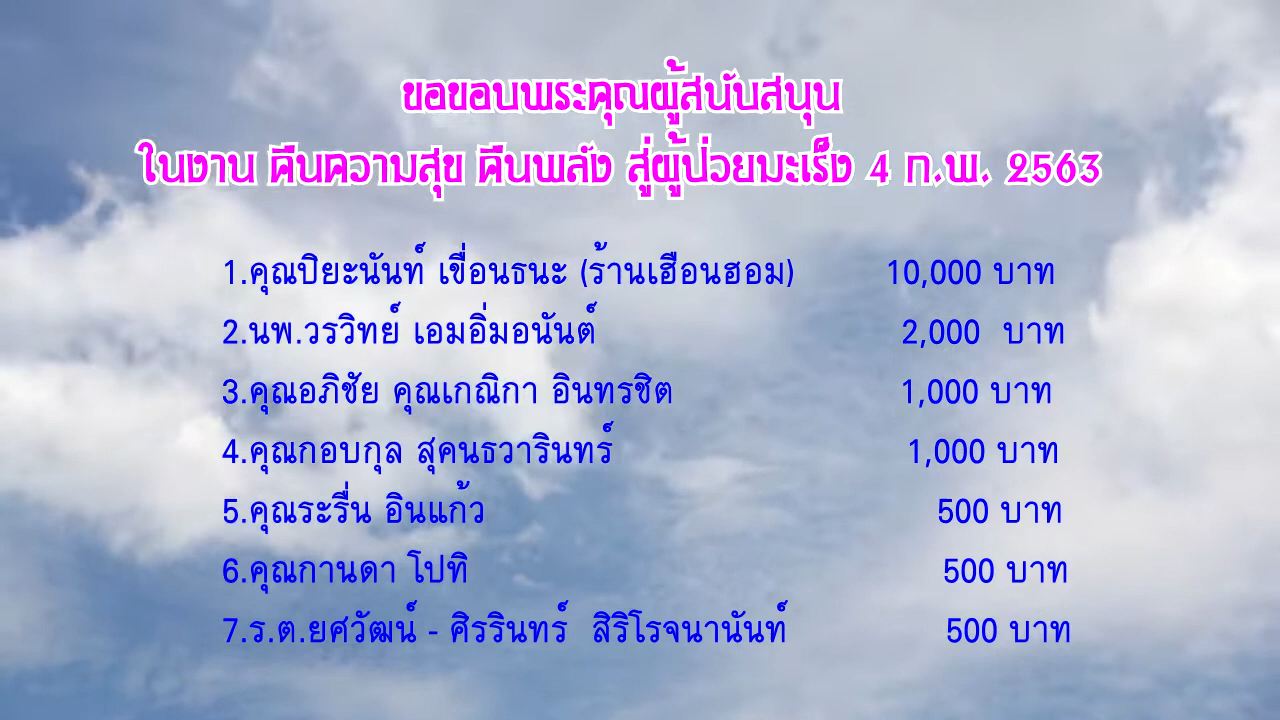 ขอขอบพระคุณผู้สนับสนุน
ในงาน คืนความสุข คืนพลัง สู่ผู้ป่วยมะเร็ง 4 ก.พ. 2563
1.คุณปิยะนันท์ เขื่อนธนะ (ร้านเฮือนฮอม) 10,000 บาท
2.นพ.วรวิทย์ เอมอิ่มอนันต์ 2,000 บาท
3.คุณอภิชัย คุณเกณิกา อินทรชิต 1,000 บาท
4.คุณกอบกุล สุคนธวารินทร์ 1,000 บาท
5.คุณระรื่น อินแก้ว 500 บาท
6.คุณกานดา โปทิ 500 บาท
7.ร.ต.ยศวัฒน์ - ศิรรินทร์ สิริโรจนานันท์ 500 บาท